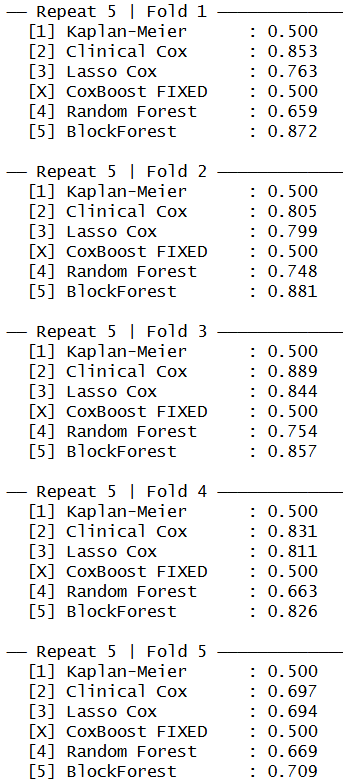 ── Repeat 5 | Fold 1 ───────────────
[1] Kaplan-Meier : 0.500
[2] Clinical Cox : 0.853
[3] Lasso Cox : 0.763
[X] CoxBoost FIXED : 0.500
[4] Random Forest : 0.659
[5] BlockForest : 0.872
── Repeat 5 | Fold 2 ───────────────
[1] Kaplan-Meier : 0.500
[2] Clinical Cox : 0.805
[3] Lasso Cox : 0.799
[X] CoxBoost FIXED : 0.500
[4] Random Forest : 0.748
[5] BlockForest : 0.881
── Repeat 5 | Fold 3 ───────────────
[1] Kaplan-Meier : 0.500
[2] Clinical Cox : 0.889
[3] Lasso Cox : 0.844
[X] CoxBoost FIXED : 0.500
[4] Random Forest : 0.754
[5] BlockForest : 0.857
── Repeat 5 | Fold 4 ───────────────
[1] Kaplan-Meier : 0.500
[2] Clinical Cox : 0.831
[3] Lasso Cox : 0.811
[X] CoxBoost FIXED : 0.500
[4] Random Forest : 0.663
[5] BlockForest : 0.826
── Repeat 5 | Fold 5 ───────────────
[1] Kaplan-Meier : 0.500
[2] Clinical Cox : 0.697
[3] Lasso Cox : 0.694
[X] CoxBoost FIXED : 0.500
[4] Random Forest : 0.669
[5] BlockForest : 0.709